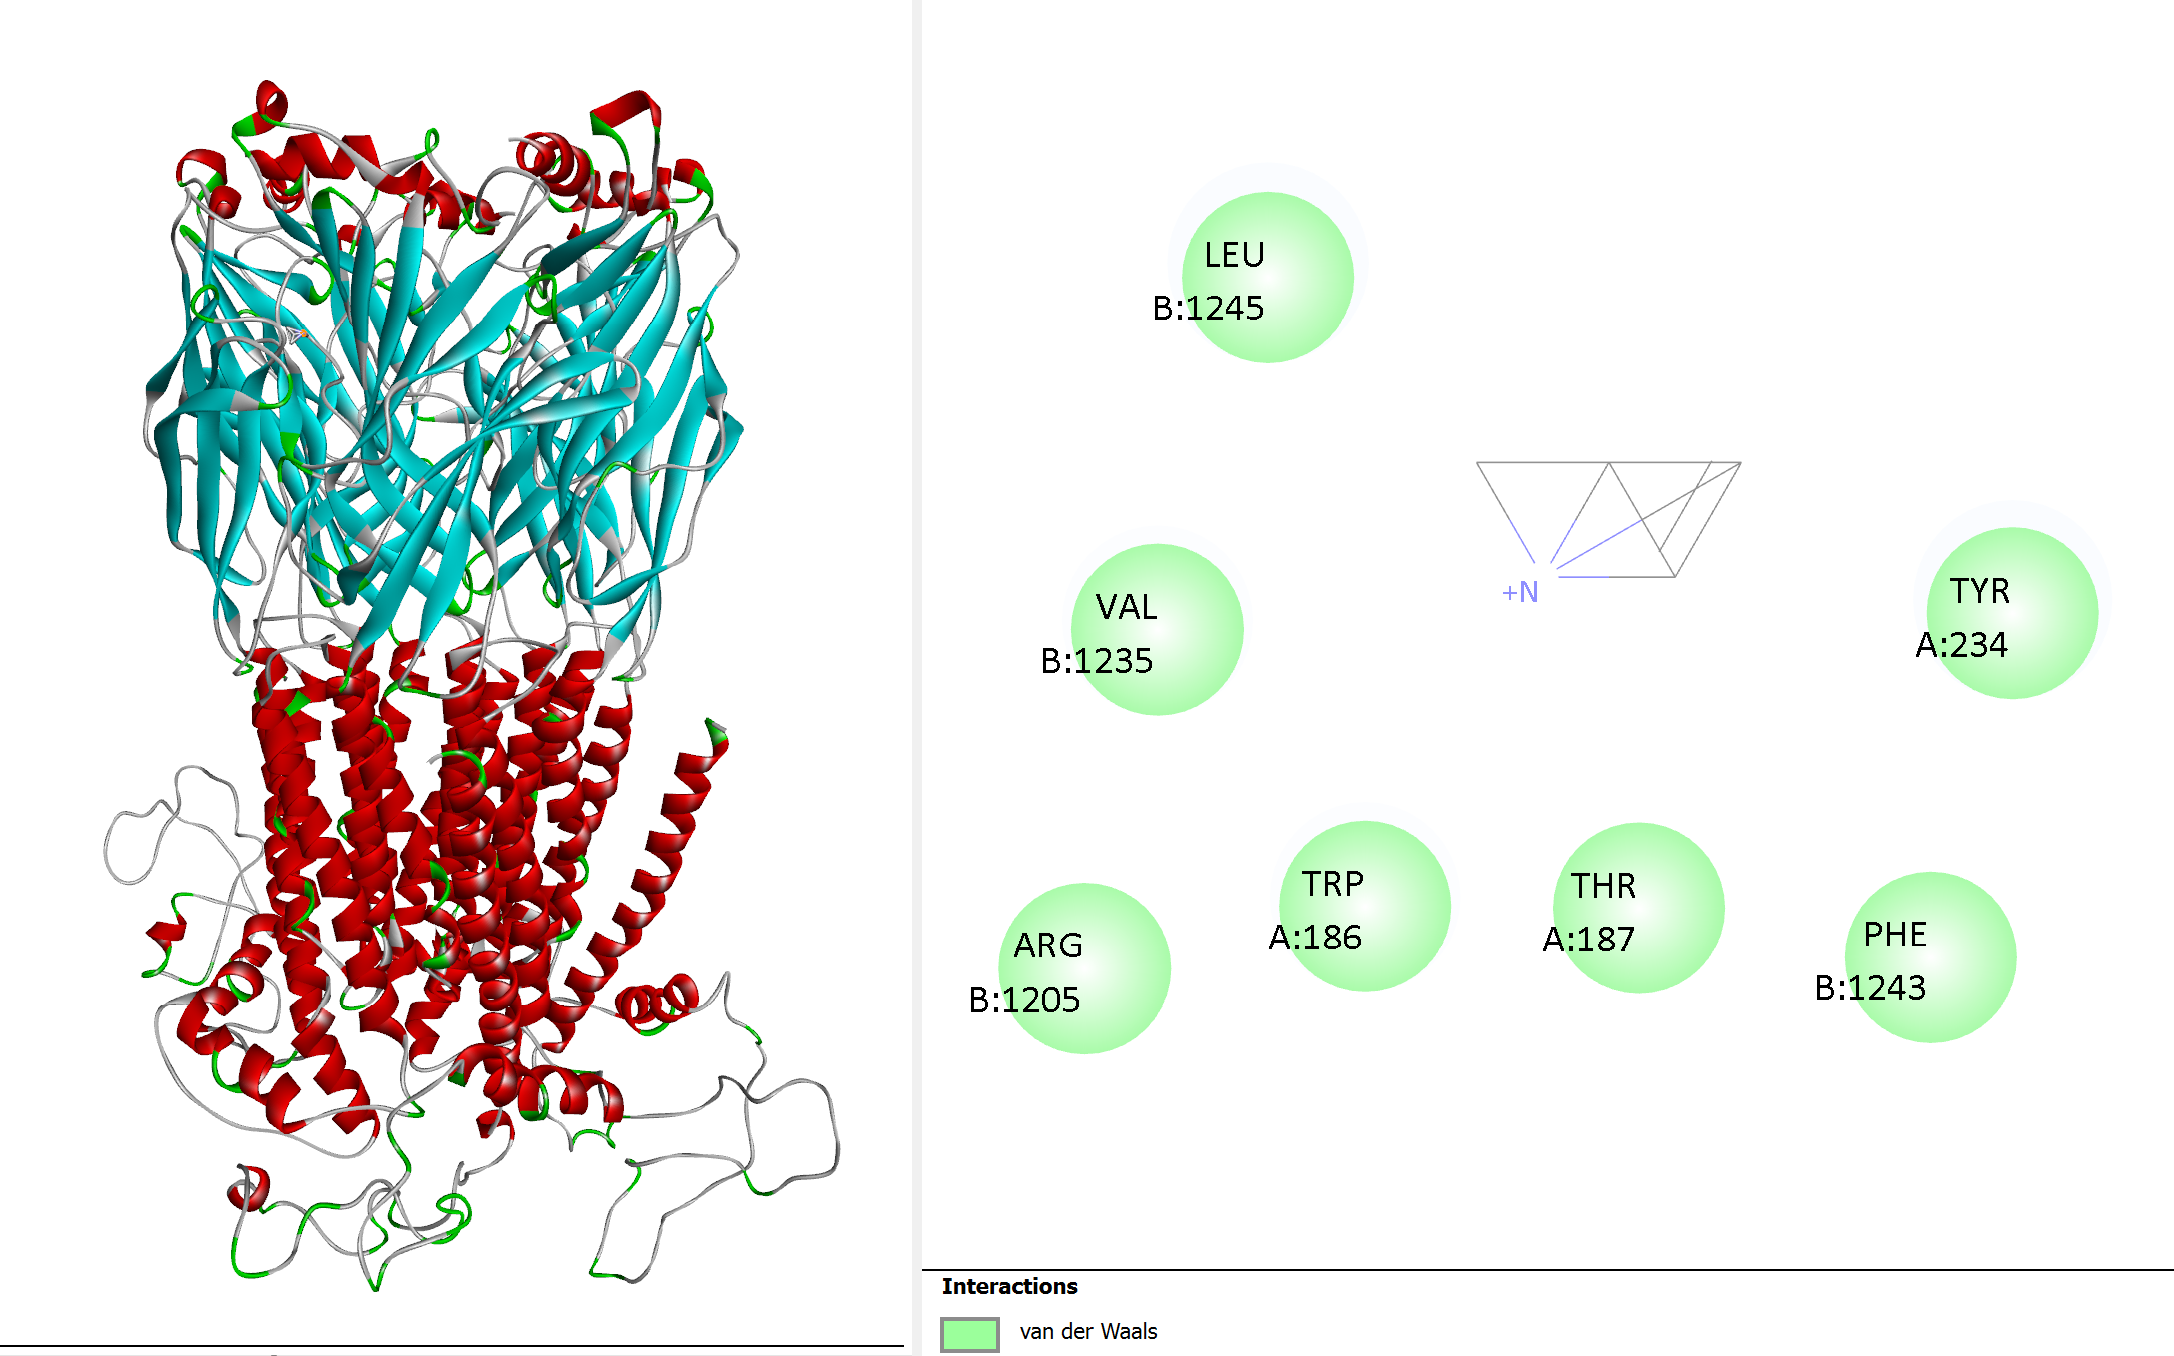 LEU
B:1245
+N
VAL
B:1235
TYR
A:234
TRP
A:186
THR
A:187
PHE
B:1243
ARG
B:1205
Interactions
van der Waals